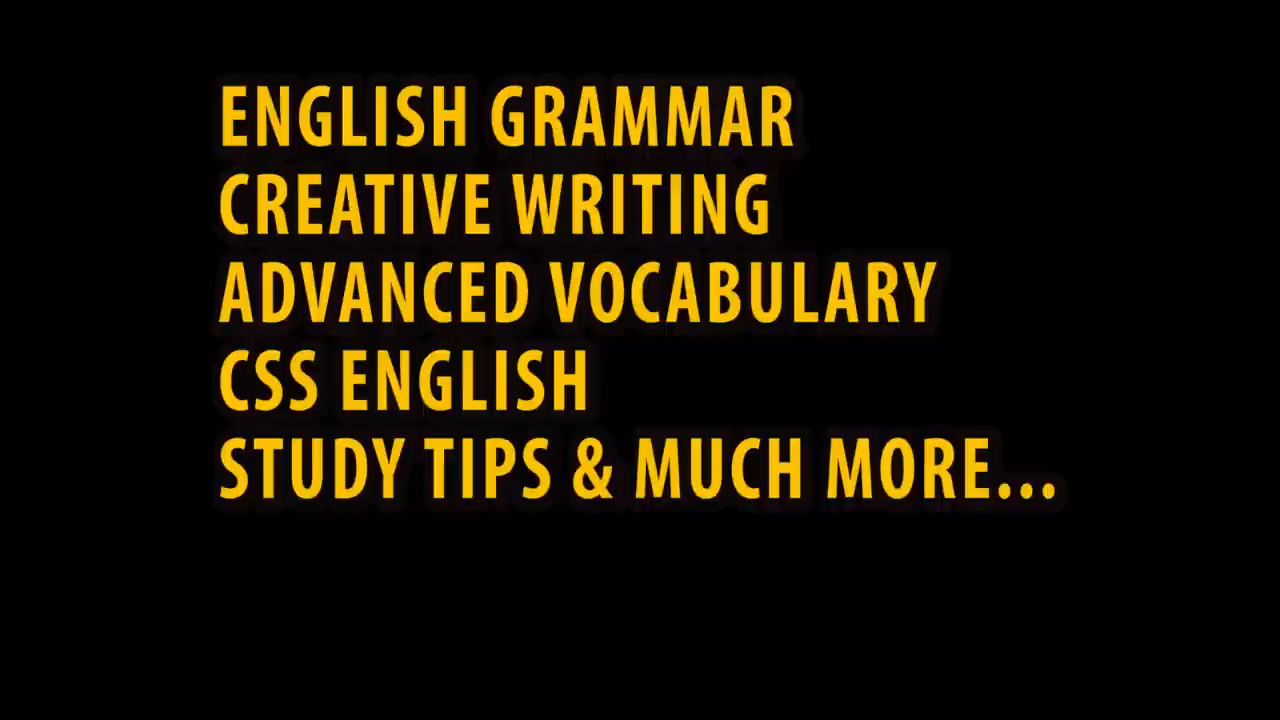 ENGLISH GRAMMAR
CREATIVE WRITING
ADVANCED VOCABULARY
CSS ENGLISH
STUDY TIPS & MUCH MORE...